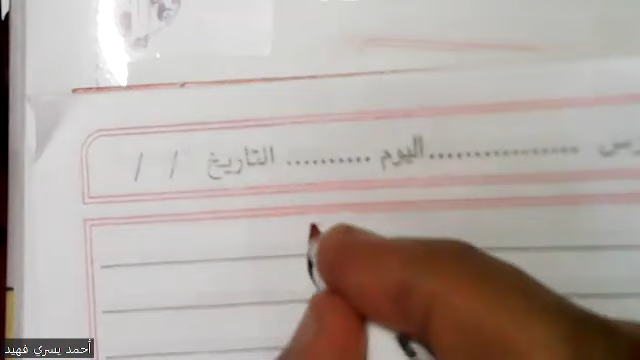 اليوم .......... التاريخ / /
أحمد يسري فهيد